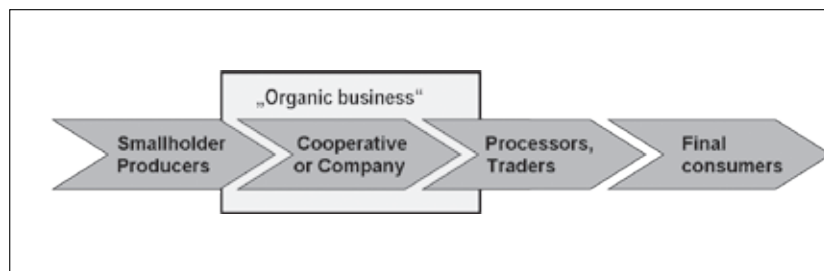 „Organic business“
Smallholder
Producers
Cooperative
or Company
Processors,
Traders
Final
consumers